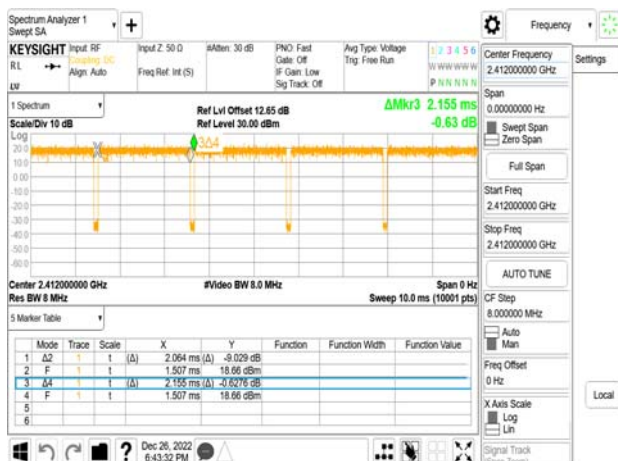 Spectrum Analyzer 1
Swept SA
+
Frequency
KEYSIGHT
Input: RF
Input Z: 50 Ω
#Atten: 30 dB
PNO: Fast
Avg Type: Voltage
1 2 3 4 5 6
RL
Coupling: DC
Gate: Off
Trig: Free Run
Align: Auto
Freq Ref: Int (S)
IF Gain: Low
W W W W W W
Sig Track: Off
P N N N N N
1 Spectrum
Ref Lvl Offset 12.65 dB
ΔMkr3 2.155 ms
Scale/Div 10 dB
Ref Level 30.00 dBm
-0.63 dB
Log
20.0
3Δ4
10.0
0.00
-10.0
-20.0
-30.0
-40.0
-50.0
-60.0
Center 2.412000000 GHz
#Video BW 8.0 MHz
Span 0 Hz
Res BW 8 MHz
Sweep 10.0 ms (10001 pts)
5 Marker Table
Mode Trace Scale X Y Function Function Width Function Value
1 Δ2 1 t (Δ) 2.064 ms (Δ) -9.029 dB
2 F 1 t 1.507 ms 18.66 dBm
3 Δ4 1 t (Δ) 2.155 ms (Δ) -0.6276 dB
4 F 1 t 1.507 ms 18.66 dBm
5
6
? Dec 26, 2022
6:43:32 PM
Center Frequency
2.412000000 GHz
Settings
Span
0.00000000 Hz
Swept Span
Zero Span
Full Span
Start Freq
2.412000000 GHz
Stop Freq
2.412000000 GHz
AUTO TUNE
CF Step
8.000000 MHz
Auto
Man
Freq Offset
0 Hz
X Axis Scale
Log
Lin
Local
Signal Track